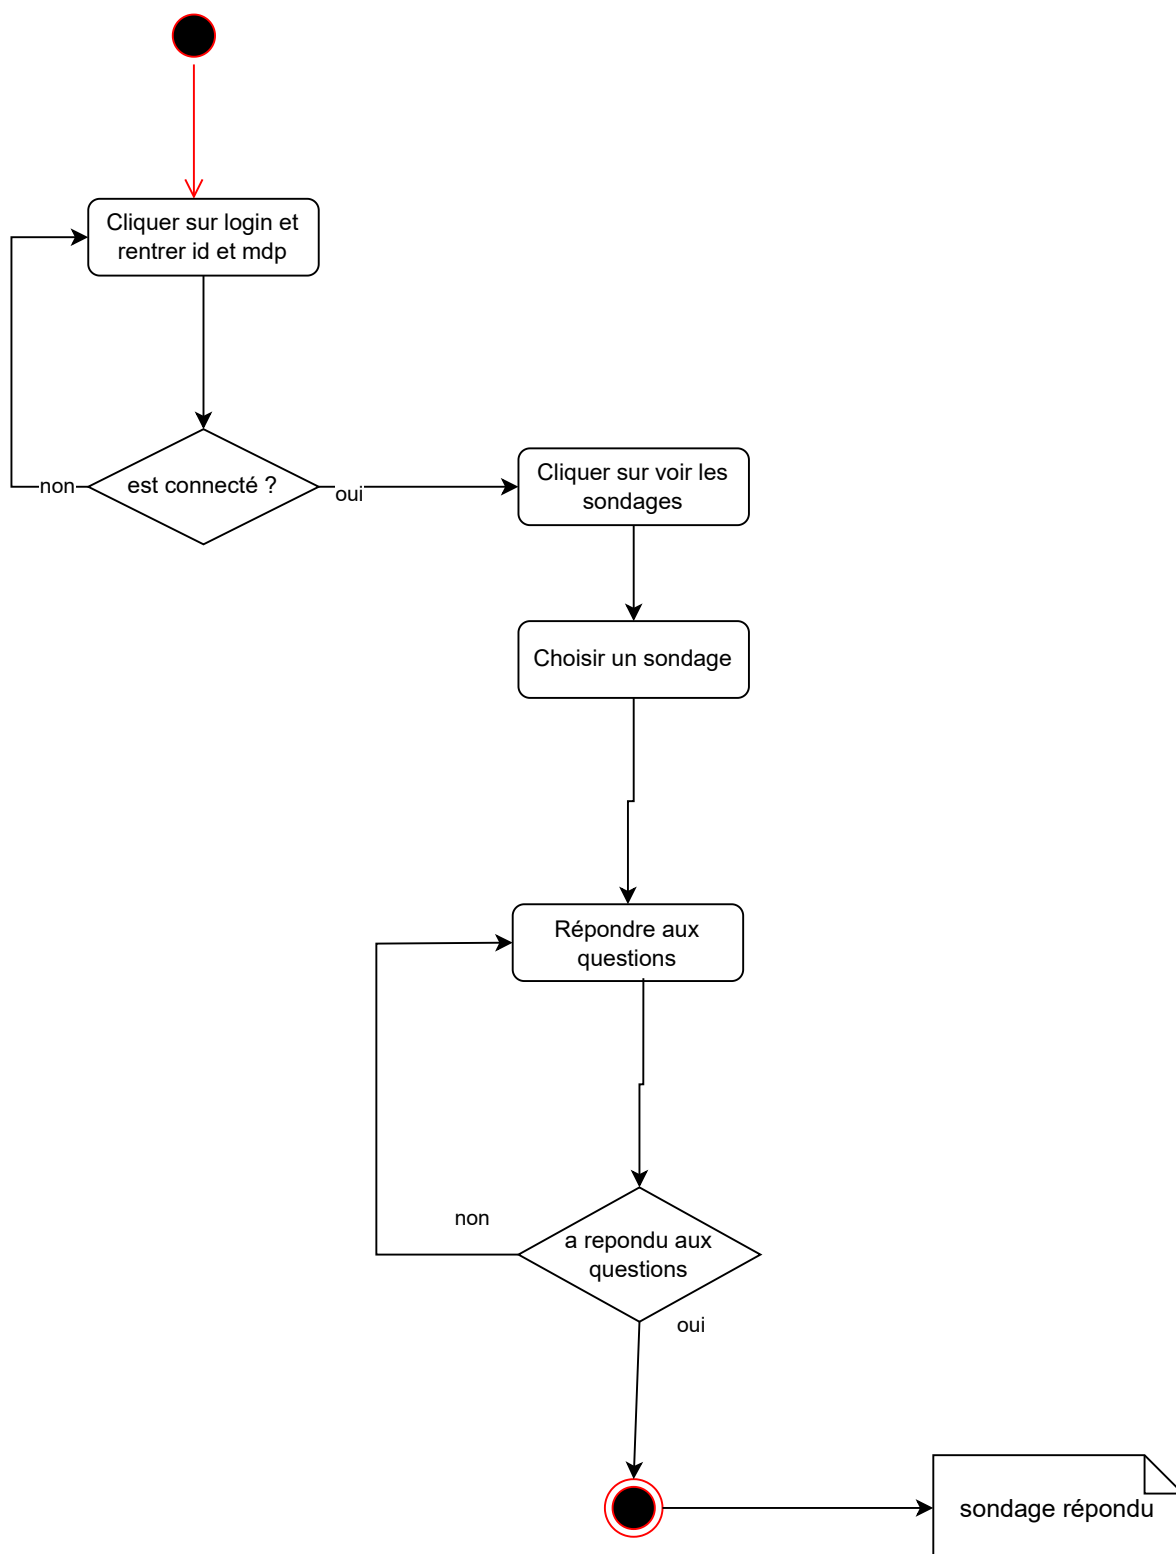 Cliquer sur login et
rentrer id et mdp
non
est connecté ?
oui
Cliquer sur voir les
sondages
Choisir un sondage
Répondre aux
questions
non
a repondu aux
questions
oui
sondage répondu